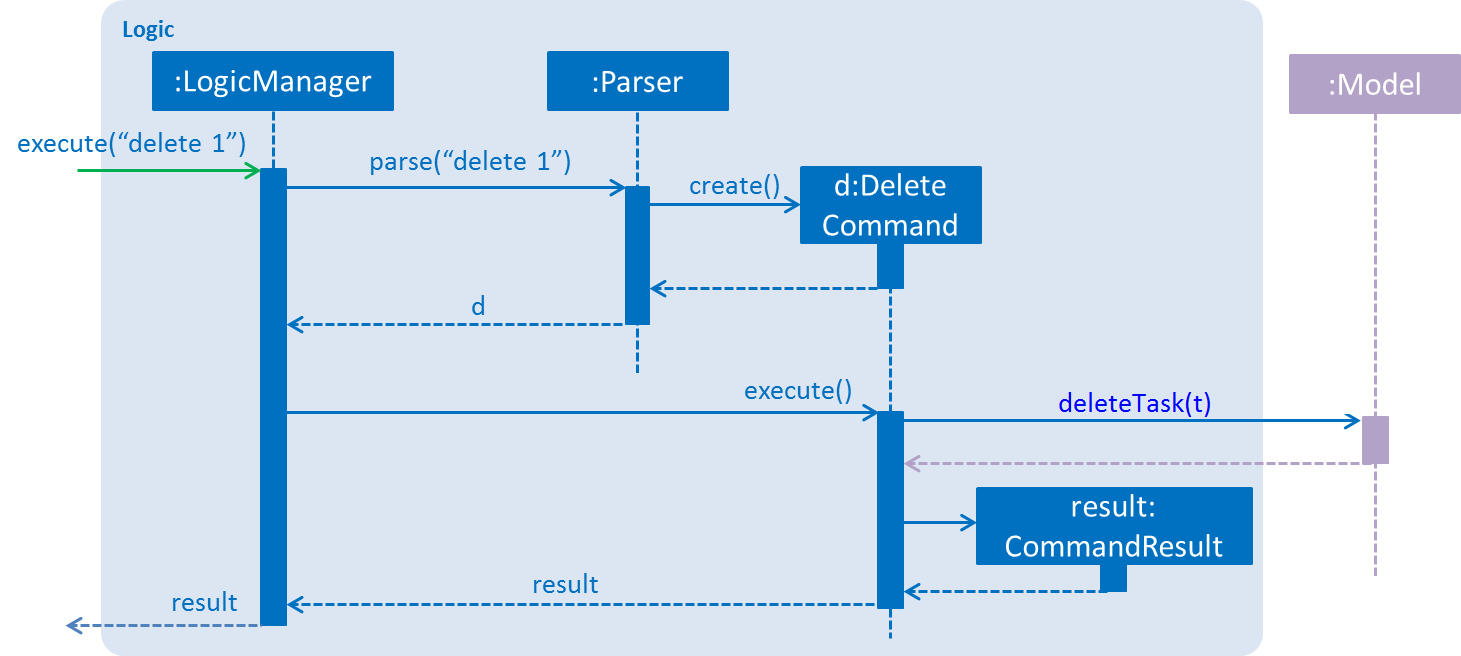 Logic
:LogicManager
:Parser
:Model
execute(“delete 1”)
parse(“delete 1”)
create()
d:Delete
Command
d
execute()
deleteTask(t)
result:
CommandResult
result
result